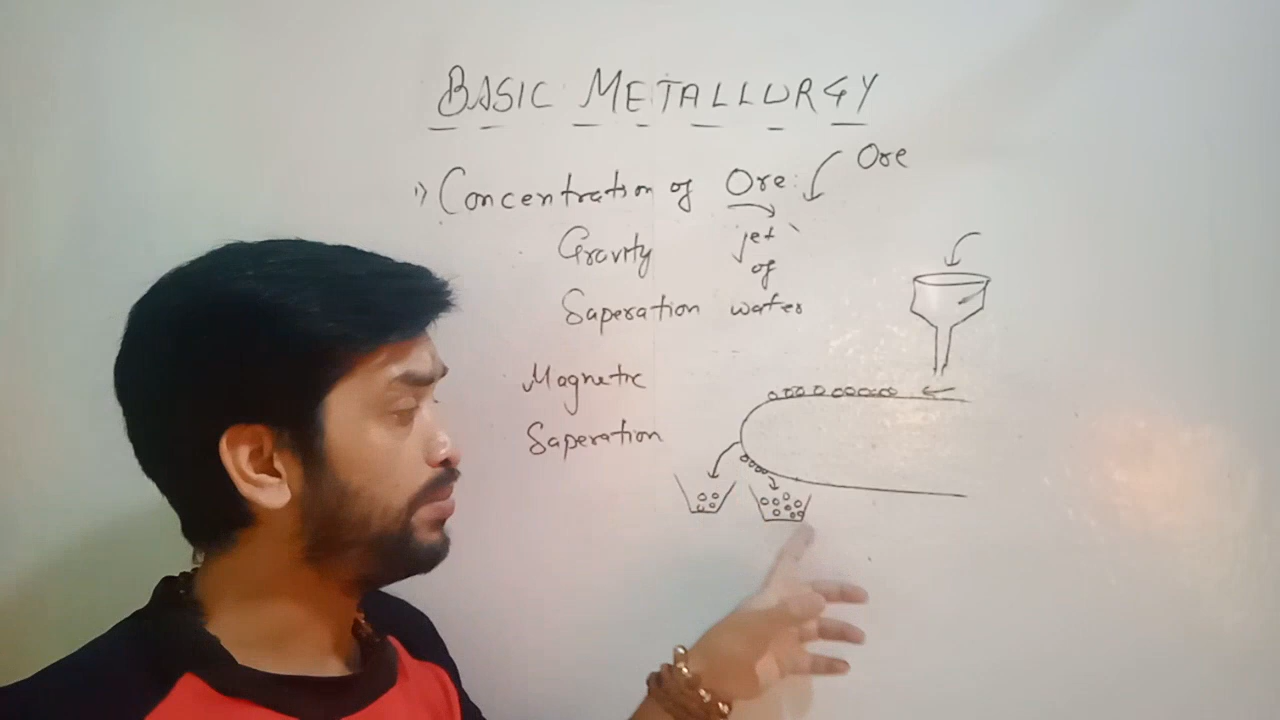 BASIC METALLURGY
1) Concentration of Ore:
Ore
Gravity
Saperation
jet
of
water
Magnetic
Saperation